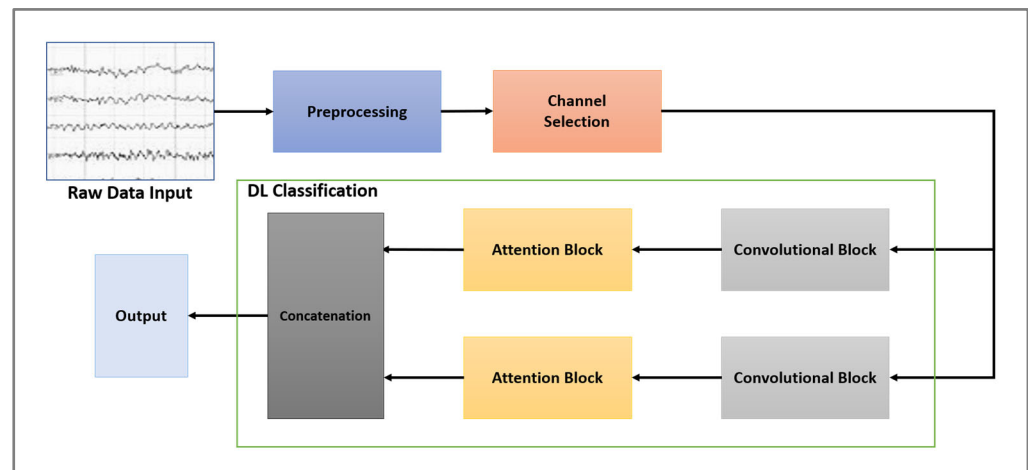 Preprocessing
Channel
Selection
Raw Data Input
DL Classification
Attention Block
Convolutional Block
Output
Concatenation
Attention Block
Convolutional Block